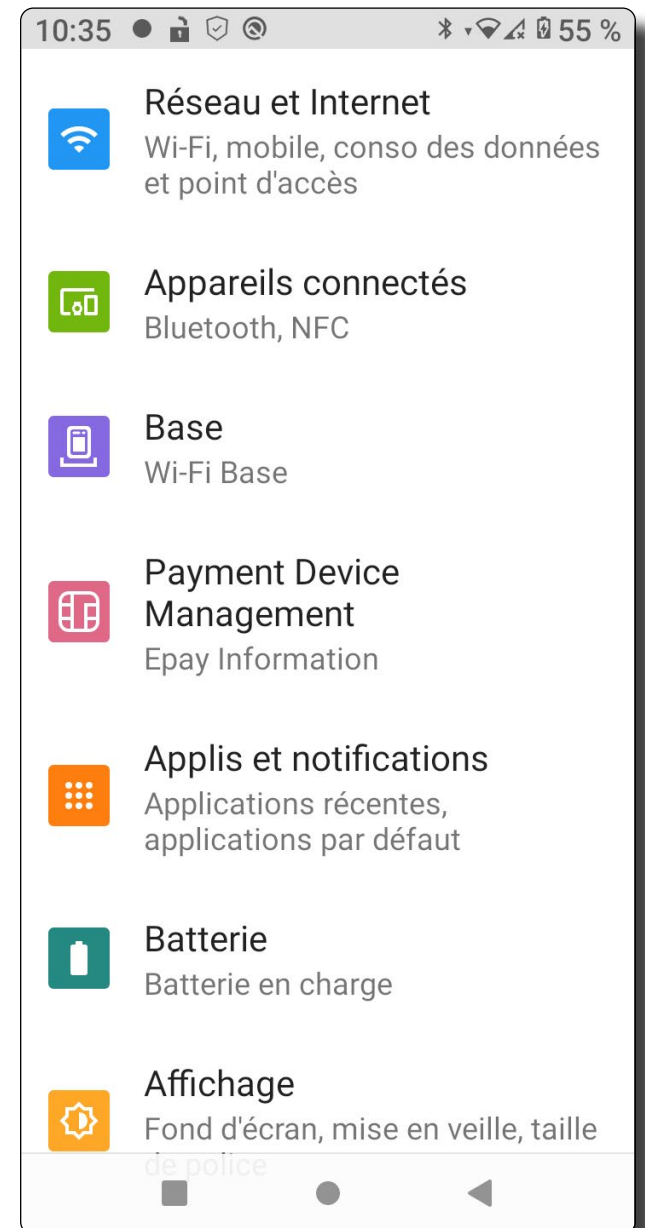 10:35 55 %
Réseau et Internet
Wi-Fi, mobile, conso des données
et point d'accès
Appareils connectés
Bluetooth, NFC
Base
Wi-Fi Base
Payment Device
Management
Epay Information
Applis et notifications
Applications récentes,
applications par défaut
Batterie
Batterie en charge
Affichage
Fond d'écran, mise en veille, taille
de police